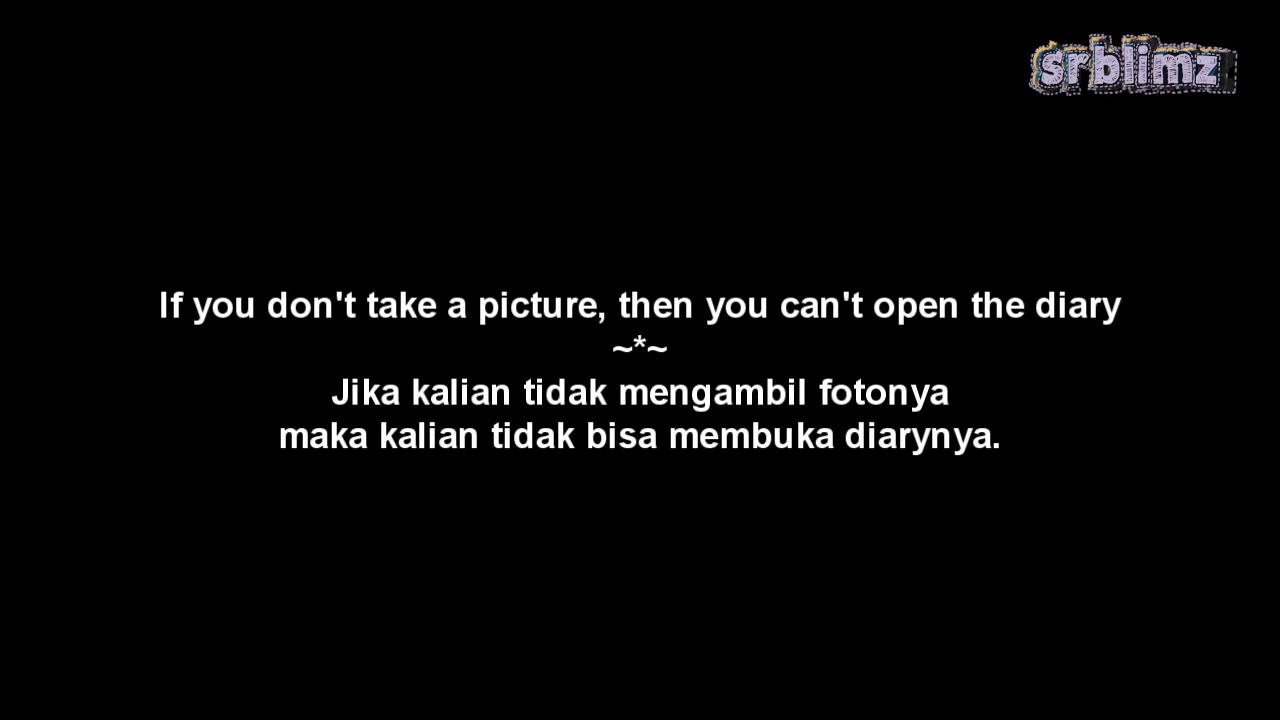 srblimz
If you don't take a picture, then you can't open the diary
~*~
Jika kalian tidak mengambil fotonya
maka kalian tidak bisa membuka diarynya.